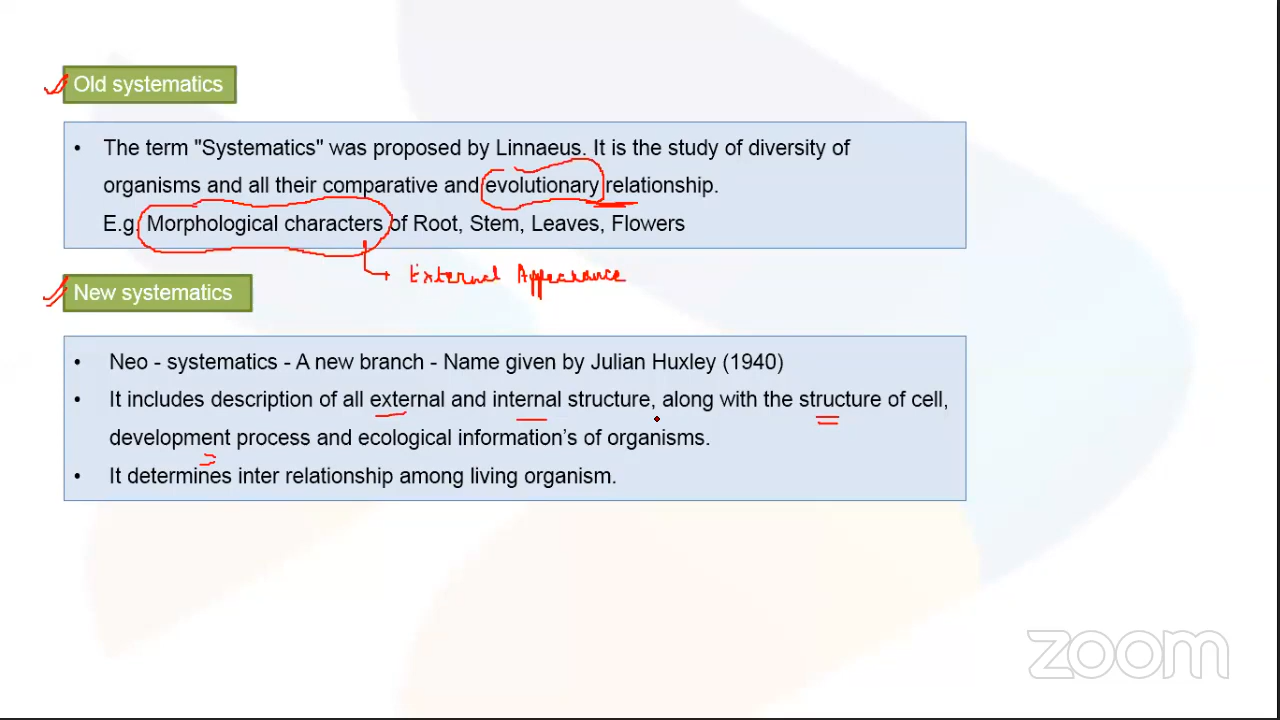 Old systematics
• The term "Systematics" was proposed by Linnaeus. It is the study of diversity of
organisms and all their comparative and evolutionary relationship.
E.g. Morphological characters of Root, Stem, Leaves, Flowers
External Appearance
New systematics
• Neo - systematics - A new branch - Name given by Julian Huxley (1940)
• It includes description of all external and internal structure, along with the structure of cell,
development process and ecological information’s of organisms.
• It determines inter relationship among living organism.
zoom